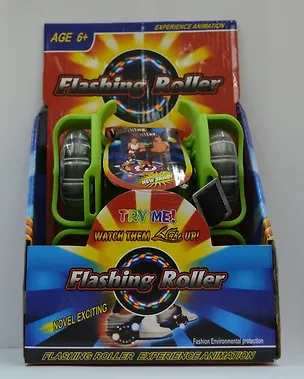 AGE 6+
EXPERIENCE ANIMATION
Flashing Roller
TRY ME!
WATCH THEM Light UP!
Flashing Roller
NOVEL EXCITING
Fashion Environmental protection
FLASHING ROLLER EXPERIENCE ANIMATION